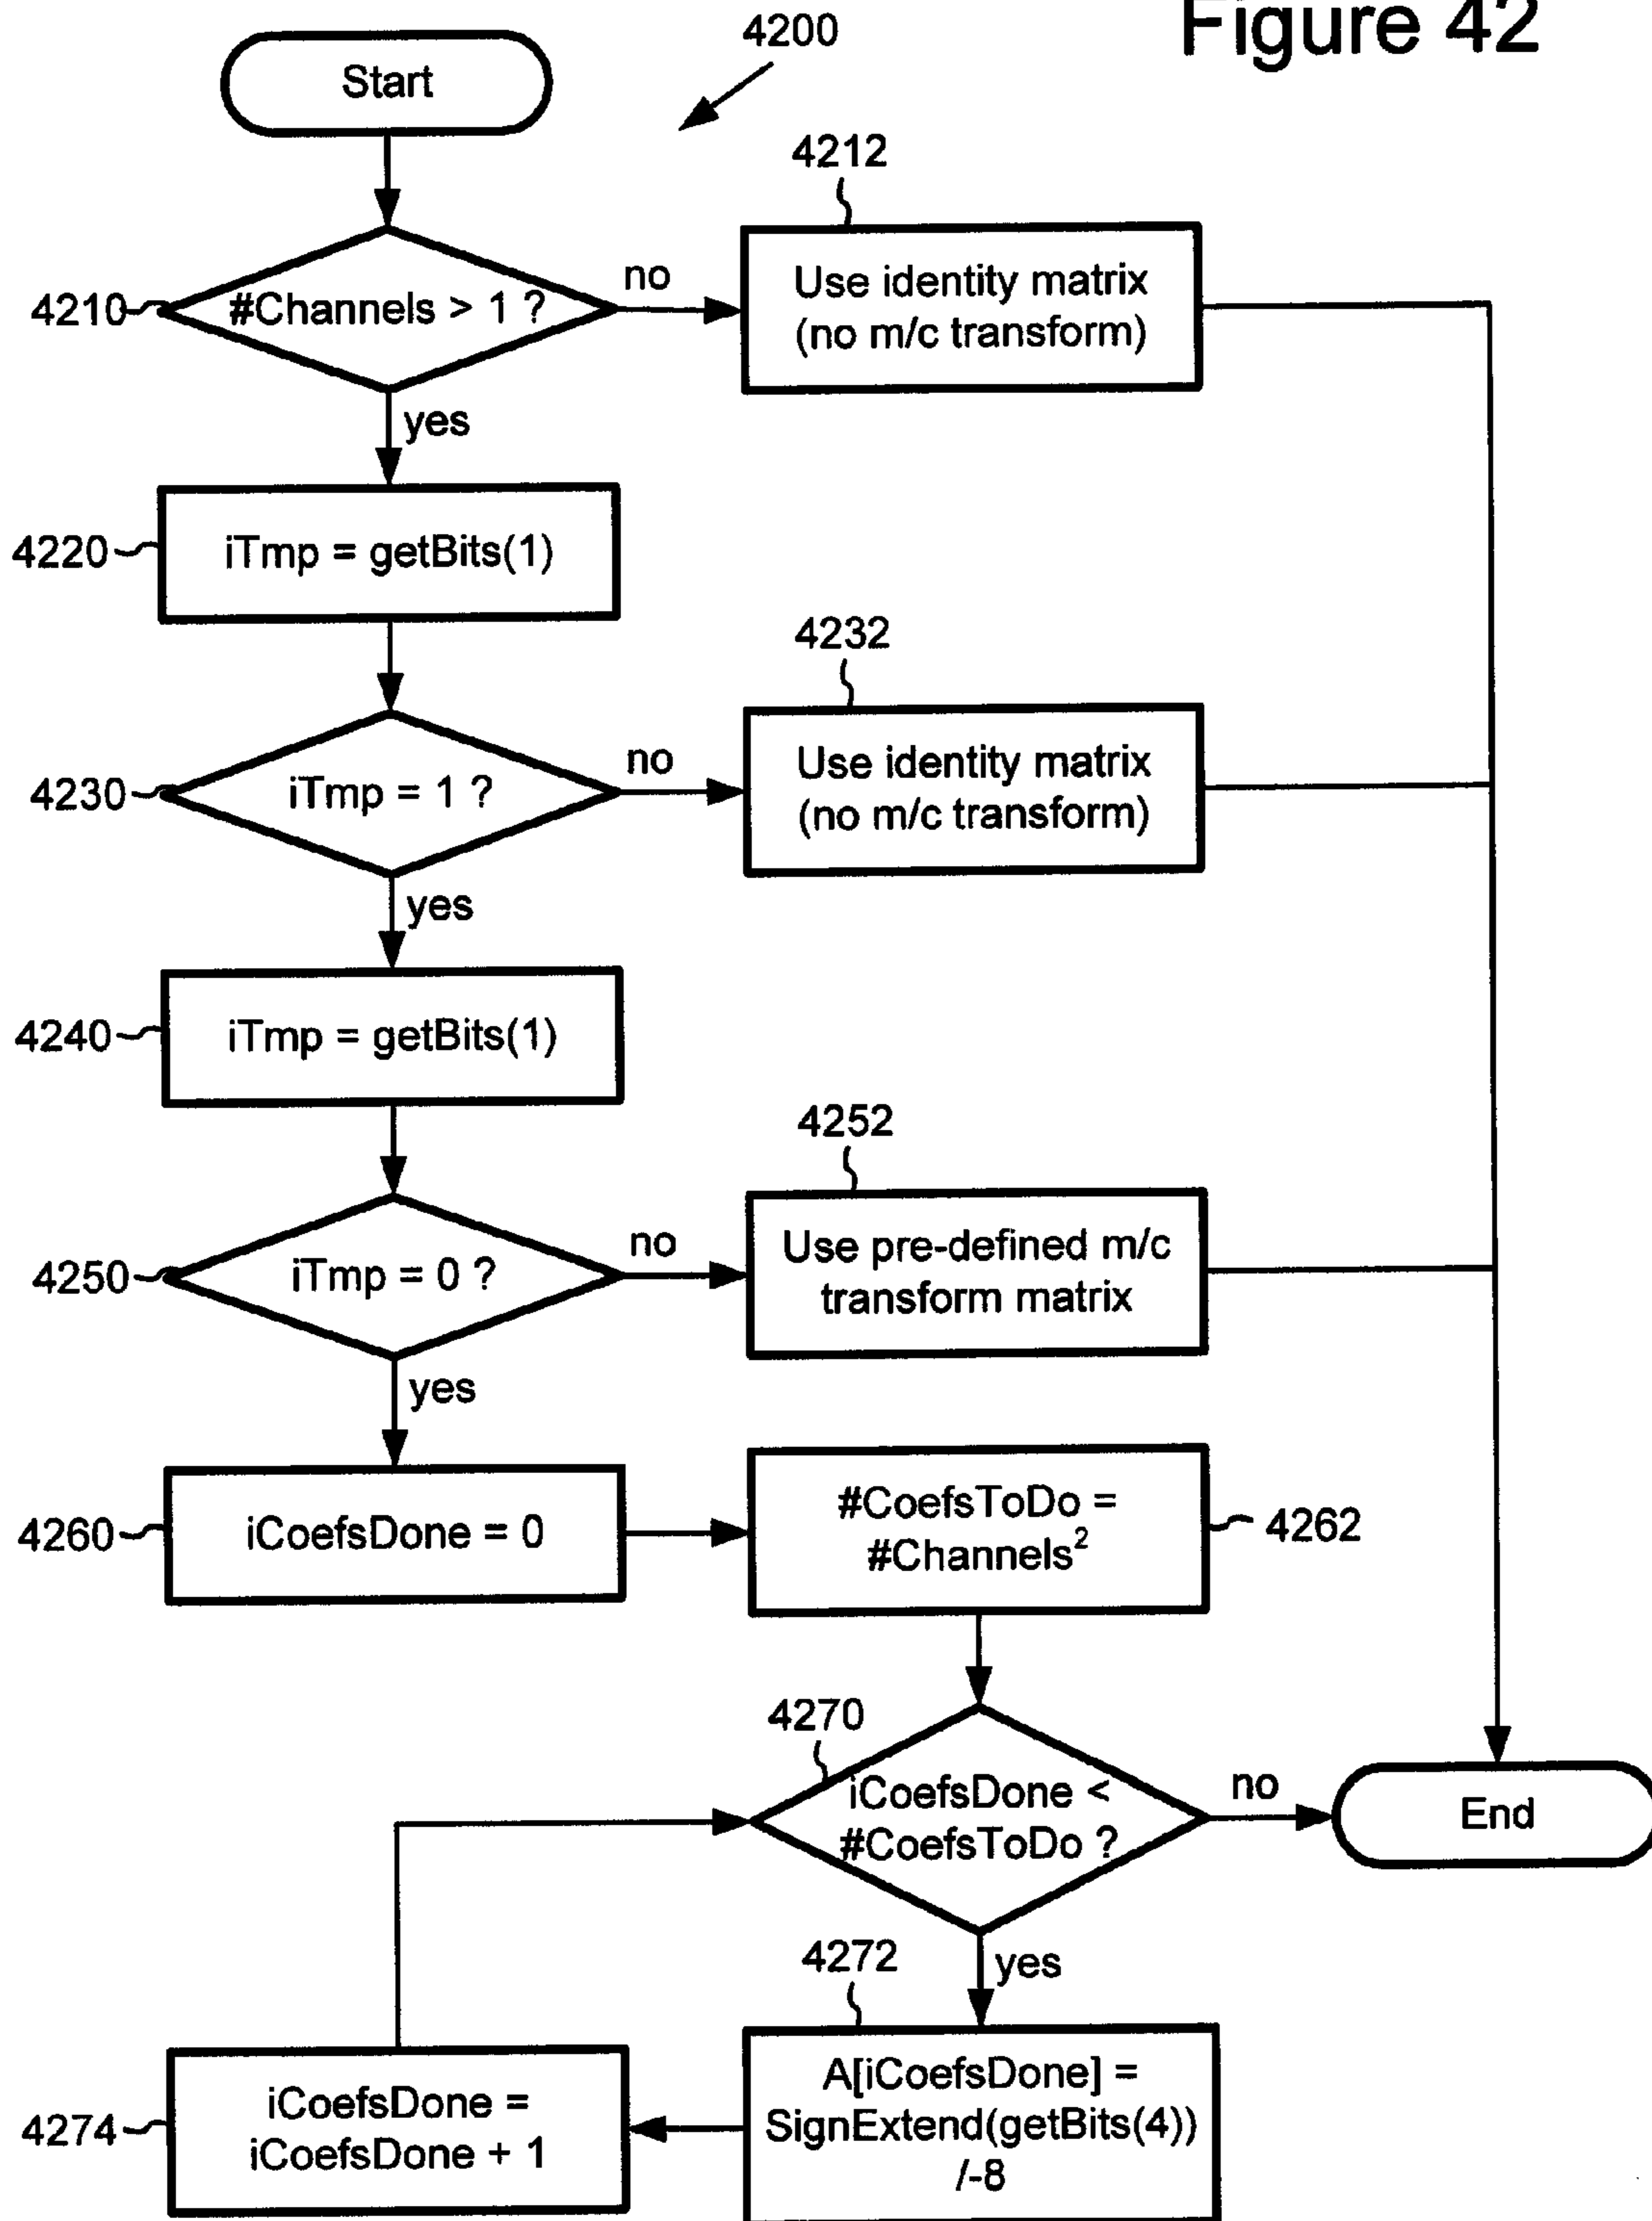 Figure 42
4200
Start
4212
4210
#Channels > 1 ?
no
Use identity matrix
(no m/c transform)
yes
4220
iTmp = getBits(1)
4232
4230
iTmp = 1 ?
no
Use identity matrix
(no m/c transform)
yes
4240
iTmp = getBits(1)
4252
4250
iTmp = 0 ?
no
Use pre-defined m/c
transform matrix
yes
4260
iCoefsDone = 0
#CoefsToDo =
#Channels²
4262
4270
iCoefsDone <
#CoefsToDo ?
no
End
yes
4272
A[iCoefsDone] =
SignExtend(getBits(4))
/-8
4274
iCoefsDone =
iCoefsDone + 1